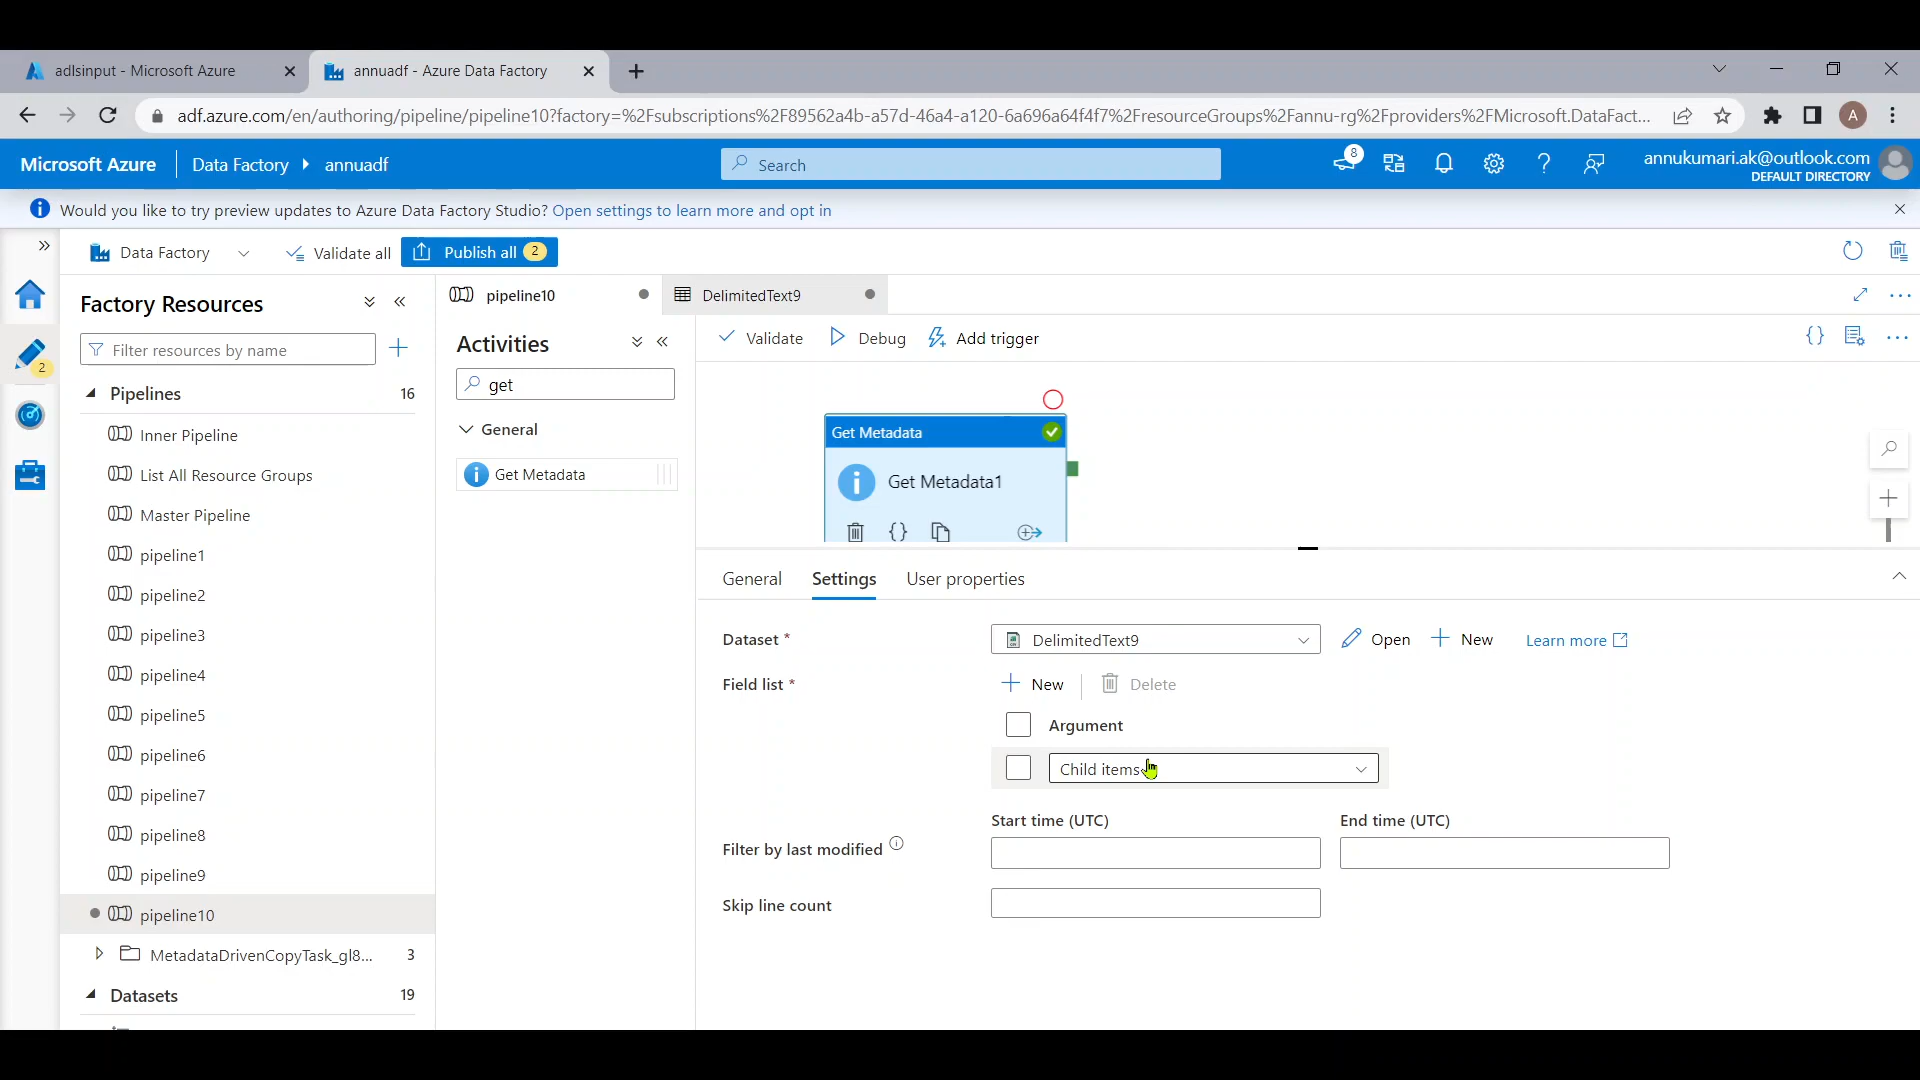 adlsinput - Microsoft Azure
annuadf - Azure Data Factory
adf.azure.com/en/authoring/pipeline/pipeline10?factory=%2Fsubscriptions%2F89562a4b-a57d-46a4-a120-6a696a64f4f7%2FresourceGroups%2Fannu-rg%2Fproviders%2FMicrosoft.DataFact...
A
Microsoft Azure
Data Factory
annuadf
Search
8
annukumari.ak@outlook.com
DEFAULT DIRECTORY
Would you like to try preview updates to Azure Data Factory Studio? Open settings to learn more and opt in
Data Factory
Validate all
Publish all 2
2
Factory Resources
Filter resources by name
Pipelines 16
Inner Pipeline
List All Resource Groups
Master Pipeline
pipeline1
pipeline2
pipeline3
pipeline4
pipeline5
pipeline6
pipeline7
pipeline8
pipeline9
pipeline10
MetadataDrivenCopyTask_gl8... 3
Datasets 19
pipeline10
DelimitedText9
Activities
get
General
Get Metadata
Validate
Debug
Add trigger
Get Metadata
Get Metadata1
General
Settings
User properties
Dataset *
DelimitedText9
Open
New
Learn more
Field list *
New
Delete
Argument
Child items
Start time (UTC)
End time (UTC)
Filter by last modified
Skip line count